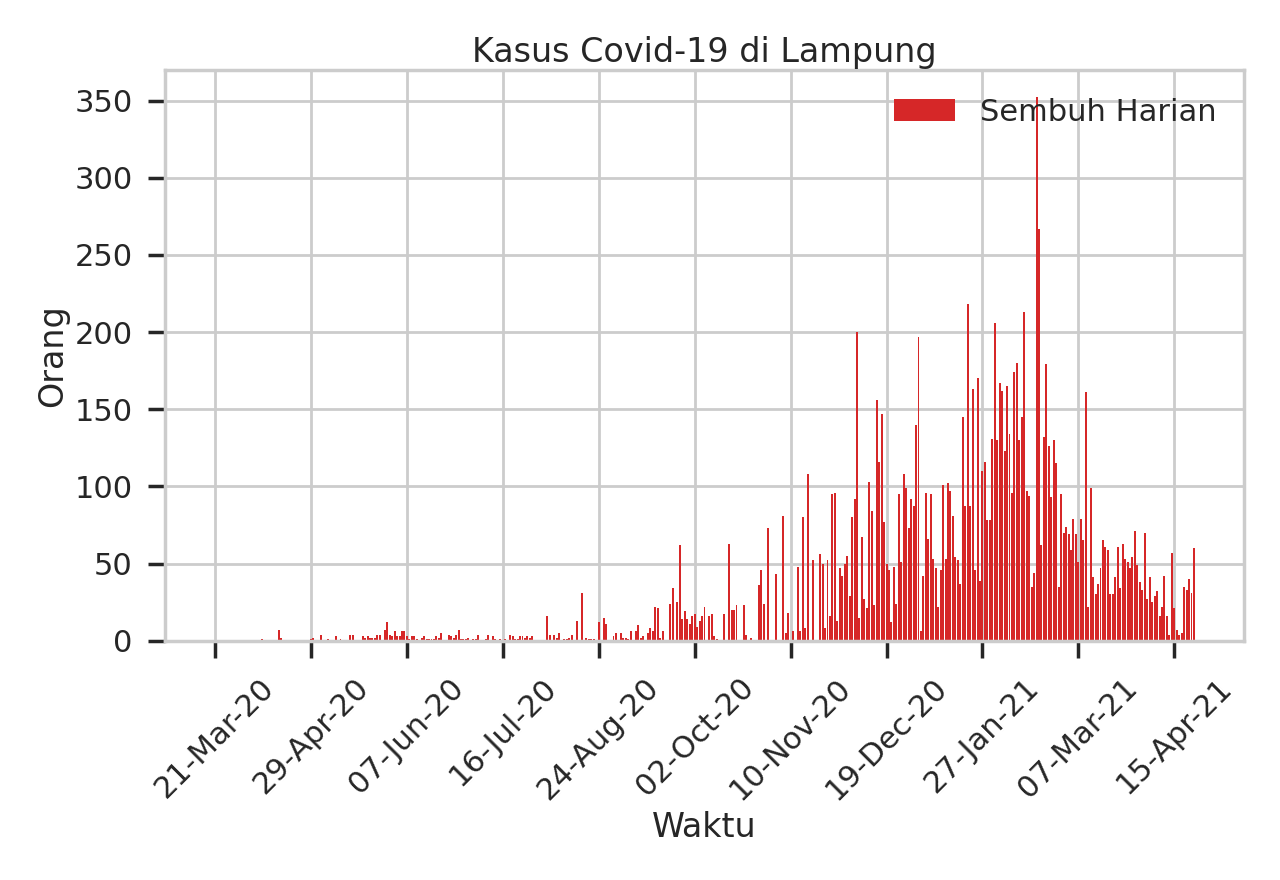 Kasus Covid-19 di Lampung
Sembuh Harian
Orang
350
300
250
200
150
100
50
0
21-Mar-20
29-Apr-20
07-Jun-20
16-Jul-20
24-Aug-20
02-Oct-20
10-Nov-20
19-Dec-20
27-Jan-21
07-Mar-21
15-Apr-21
Waktu